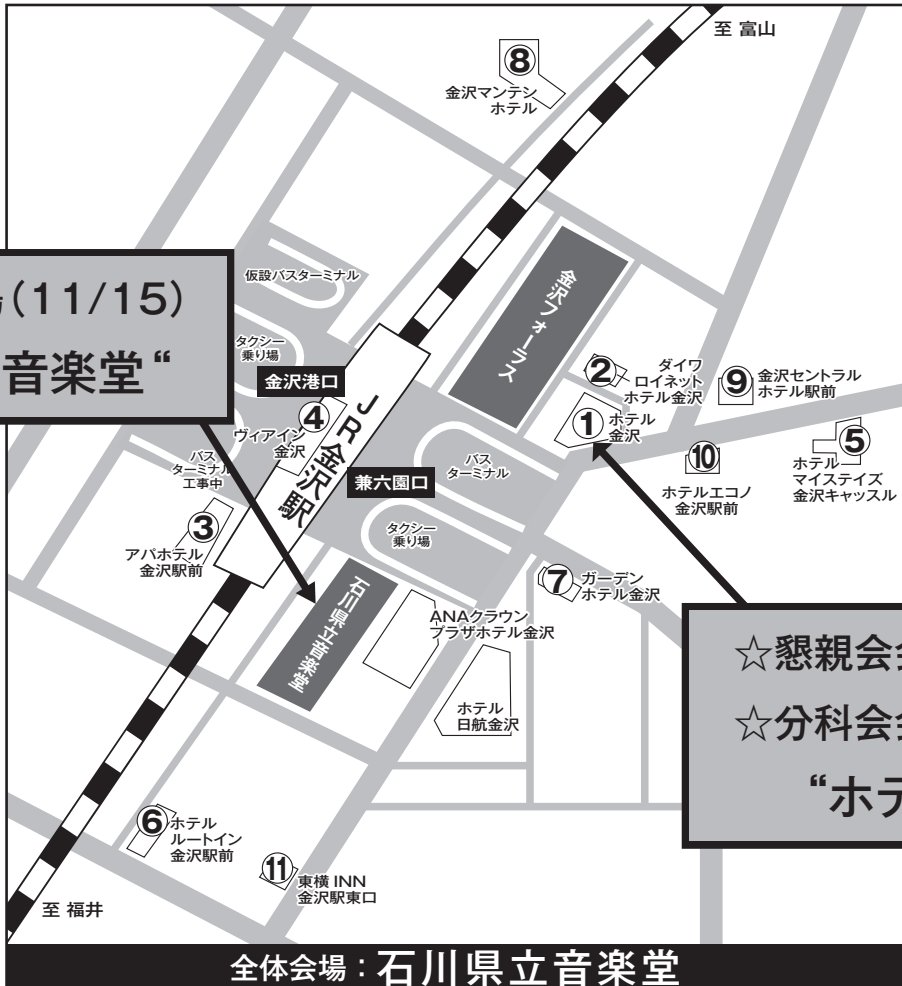 至 富山
⑧
金沢マンテン
ホテル
仮設バスターミナル
(11/15)
音楽堂“
タクシー
乗り場
金沢港口
④
ヴィアイン
金沢
JR金沢駅
金沢フォーラス
②
ダイワ
ロイネット
ホテル金沢
①
ホテル
金沢
⑨
金沢セントラル
ホテル駅前
⑩
ホテルエコノ
金沢駅前
⑤
ホテル
マイステイズ
金沢キャッスル
バス
ターミナル
工事中
兼六園口
バス
ターミナル
タクシー
乗り場
③
アパホテル
金沢駅前
⑦
ガーデン
ホテル金沢
石川県立音楽堂
ANAクラウン
プラザホテル金沢
ホテル
日航金沢
☆懇親会
☆分科会
“ホテ
⑥
ホテル
ルートイン
金沢駅前
⑪
東横 INN
金沢駅東口
至 福井
全体会場：石川県立音楽堂